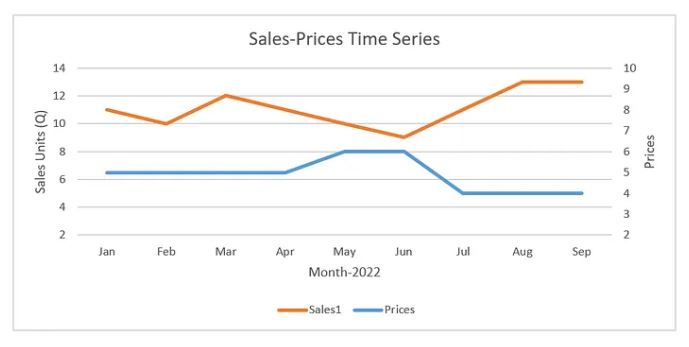 Sales-Prices Time Series
14
12
10
8
6
4
2
Sales Units (Q)
10
9
8
7
6
5
4
3
2
Prices
Jan Feb Mar Apr May Jun Jul Aug Sep
Month-2022
Sales1 Prices